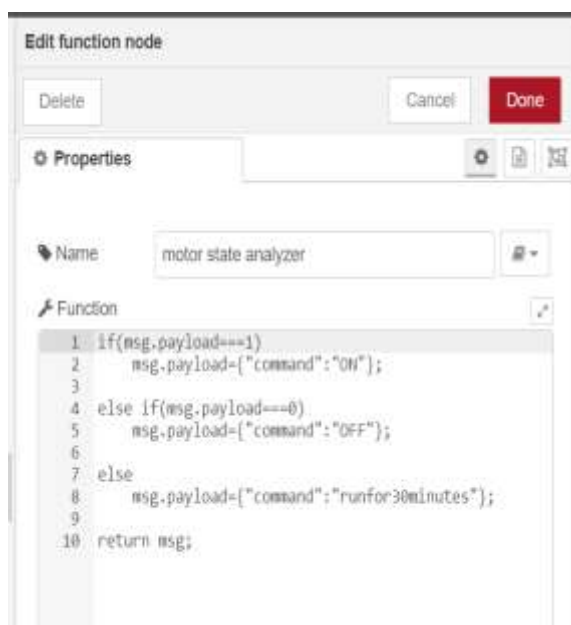 Edit function node
Delete
Cancel
Done
Properties
Name
motor state analyzer
Function
1 if(msg.payload===1)
2 msg.payload={"command":"ON"};
3
4 else if(msg.payload===0)
5 msg.payload={"command":"OFF"};
6
7 else
8 msg.payload={"command":"runfor30minutes"};
9
10 return msg;